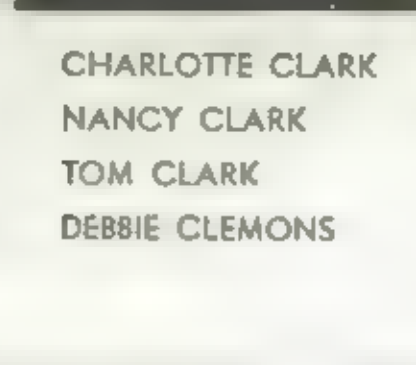 CHARLOTTE CLARK
NANCY CLARK
TOM CLARK
DEBBIE CLEMONS